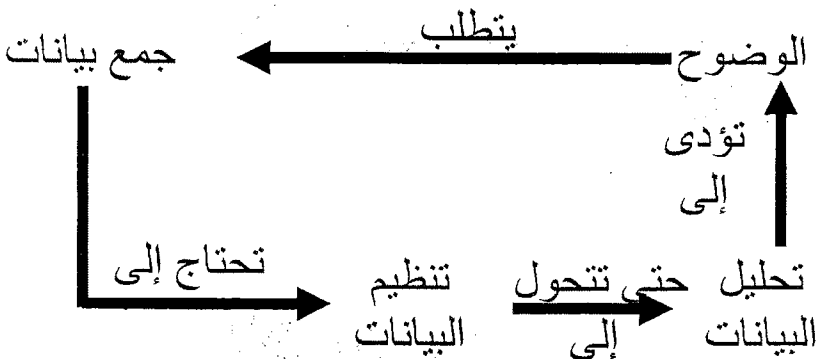 الوضوح
يتطلب
جمع بيانات
تحتاج إلى
تنظيم
البيانات
حتى تتحول
إلى
تحليل
البيانات
تؤدى
إلى